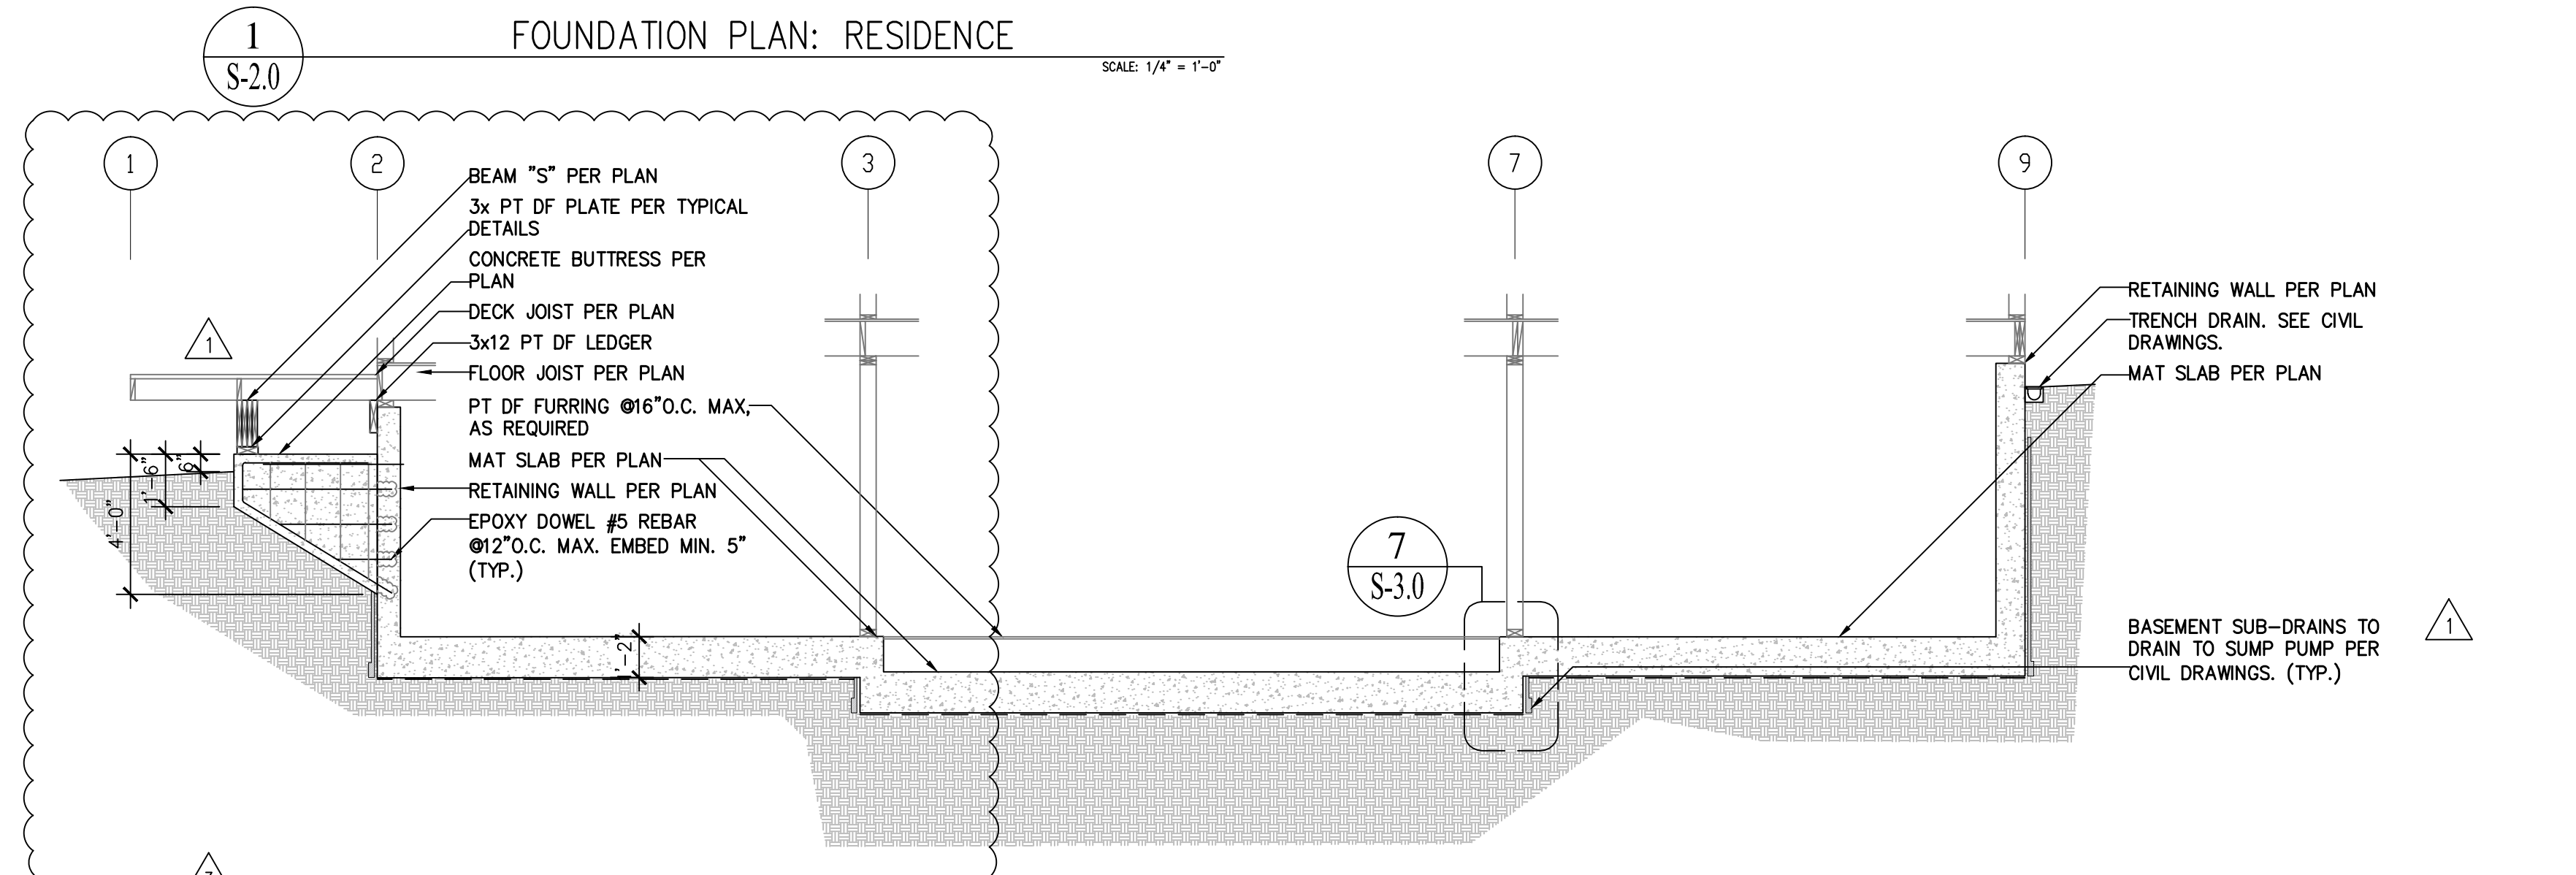 1
S-2.0
FOUNDATION PLAN: RESIDENCE
SCALE: 1/4" = 1'-0"
1
2
3
7
9
BEAM "S" PER PLAN
3x PT DF PLATE PER TYPICAL
DETAILS
CONCRETE BUTTRESS PER
PLAN
DECK JOIST PER PLAN
3x12 PT DF LEDGER
FLOOR JOIST PER PLAN
PT DF FURRING @16"O.C. MAX,
AS REQUIRED
MAT SLAB PER PLAN
RETAINING WALL PER PLAN
EPOXY DOWEL #5 REBAR
@12"O.C. MAX. EMBED MIN. 5"
(TYP.)
1
4'-0"
1'-6"
6"
'-2"
7
S-3.0
RETAINING WALL PER PLAN
TRENCH DRAIN. SEE CIVIL
DRAWINGS.
MAT SLAB PER PLAN
BASEMENT SUB-DRAINS TO
DRAIN TO SUMP PUMP PER
CIVIL DRAWINGS. (TYP.)
1